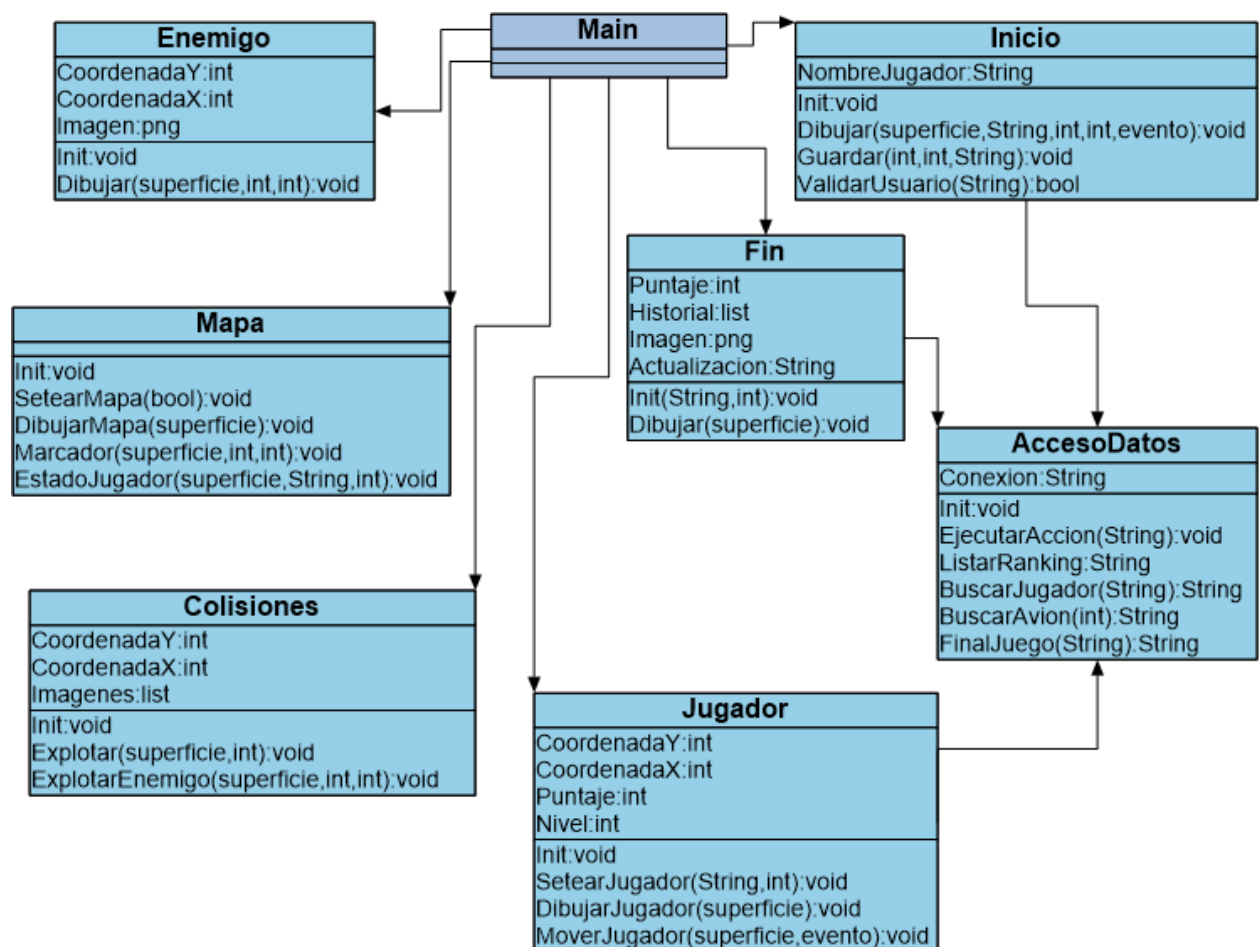 Main
Enemigo
CoordenadaY:int
CoordenadaX:int
Imagen:png
Init:void
Dibujar(superficie,int,int):void
Inicio
NombreJugador:String
Init:void
Dibujar(superficie,String,int,int,evento):void
Guardar(int,int,String):void
ValidarUsuario(String):bool
Fin
Puntaje:int
Historial:list
Imagen:png
Actualizacion:String
Init(String,int):void
Dibujar(superficie):void
Mapa
Init:void
SetearMapa(bool):void
DibujarMapa(superficie):void
Marcador(superficie,int,int):void
EstadoJugador(superficie,String,int):void
AccesoDatos
Conexion:String
Init:void
EjecutarAccion(String):void
ListarRanking:String
BuscarJugador(String):String
BuscarAvion(int):String
FinalJuego(String):String
Colisiones
CoordenadaY:int
CoordenadaX:int
Imagenes:list
Init:void
Explotar(superficie,int):void
ExplotarEnemigo(superficie,int,int):void
Jugador
CoordenadaY:int
CoordenadaX:int
Puntaje:int
Nivel:int
Init:void
SetearJugador(String,int):void
DibujarJugador(superficie):void
MoverJugador(superficie,evento):void